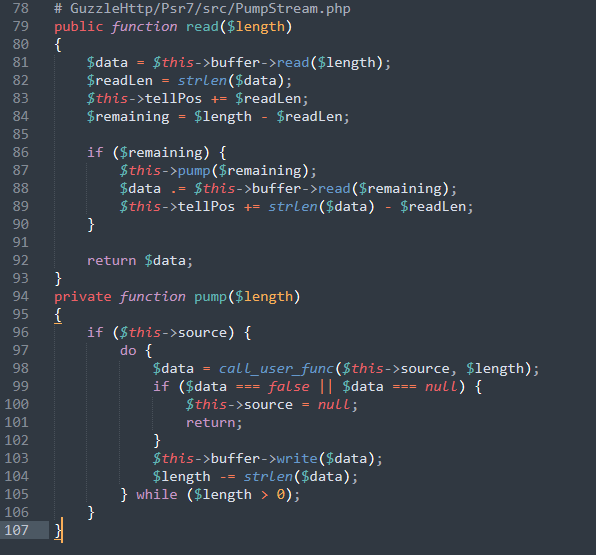 78 # GuzzleHttp/Psr7/src/PumpStream.php
79 public function read($length)
80 {
81     $data = $this->buffer->read($length);
82     $readLen = strlen($data);
83     $this->tellPos += $readLen;
84     $remaining = $length - $readLen;
85
86     if ($remaining) {
87         $this->pump($remaining);
88         $data .= $this->buffer->read($remaining);
89         $this->tellPos += strlen($data) - $readLen;
90     }
91
92     return $data;
93 }
94 private function pump($length)
95 {
96     if ($this->source) {
97         do {
98             $data = call_user_func($this->source, $length);
99             if ($data === false || $data === null) {
100                 $this->source = null;
101                 return;
102             }
103             $this->buffer->write($data);
104             $length -= strlen($data);
105         } while ($length > 0);
106     }
107 }